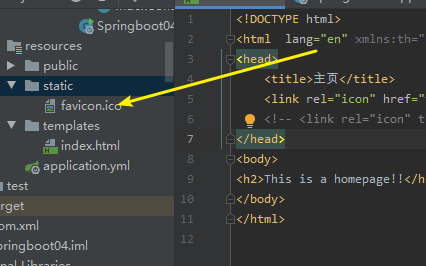 Springboot04
resources
public
static
favicon.ico
templates
index.html
application.yml
test
rget
om.xml
pringboot04.iml
1 <!DOCTYPE html>
2 <html lang="en" xmlns:th="
3 <head>
4 <title>主页</title>
5 <link rel="icon" href=
6 <!-- <link rel="icon" t
7 </head>
8 <body>
9 <h2>This is a homepage!!</h
10 </body>
11 </html>
12